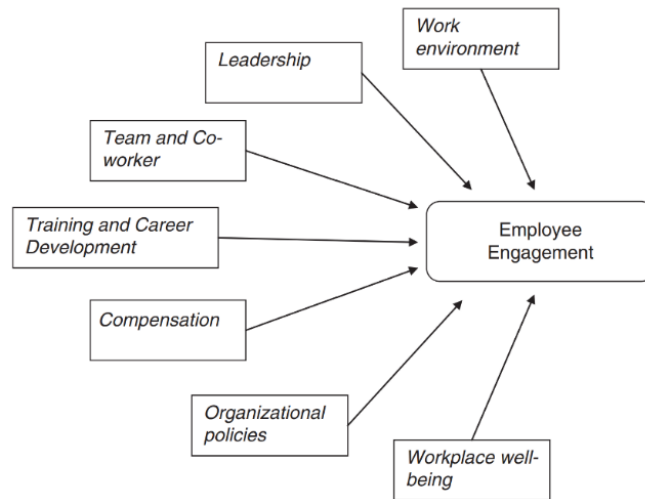 Work
environment
Leadership
Team and Co-
worker
Training and Career
Development
Employee
Engagement
Compensation
Organizational
policies
Workplace well-
being